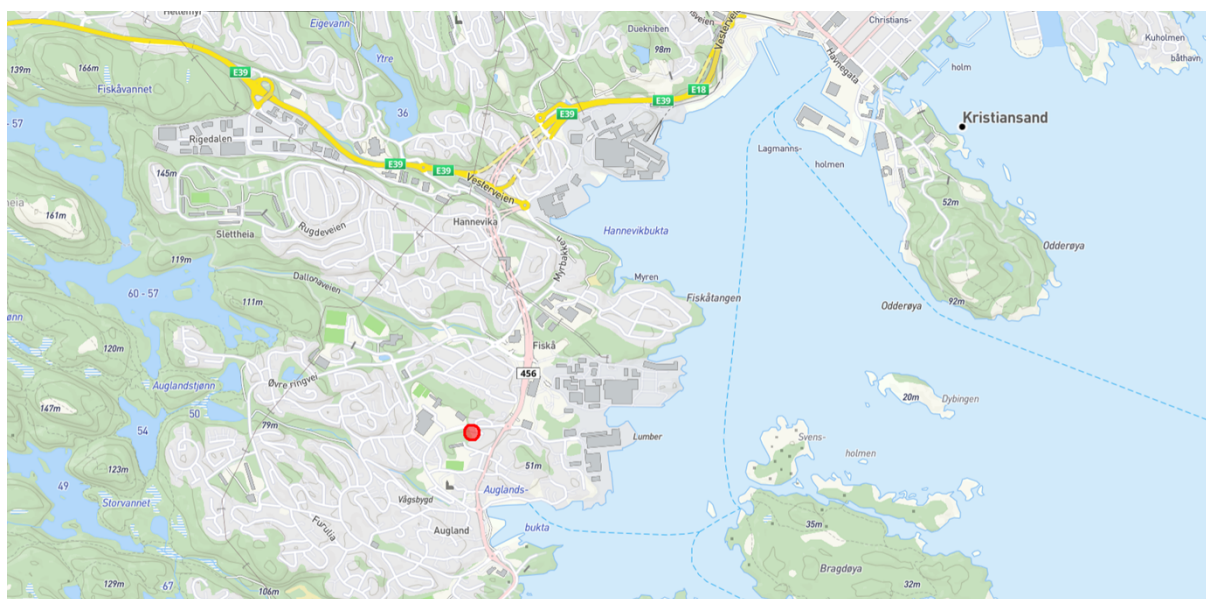 Duekniben
98m
Vesterveien
Christians-
holm
Kuholmen
båthavn
Eigevann
Ytre
139m
166m
E39
Fiskåvannet
Havnegata
E18
E39
E39
- 57
36
Kristiansand
Rigedalen
Lagmanns-
holmen
E39
E39
145m
Vesterveien
161m
Slettheia
Rugdeveien
Hannevika
Hannevikbukta
52m
Odderøya
119m
Myrbakken
Dallonaveien
Myren
60 - 57
111m
Fiskåtangen
Odderøya
92m
120m
Fiskå
456
Øvre ringvei
Auglandstjønn
20m
Dybingen
147m
50
54
79m
Lumber
Svens-
holmen
123m
51m
49
Storvannet
Vågsbygd
Auglands-
bukta
Furulia
Augland
35m
Bragdøya
32m
129m
67
106m